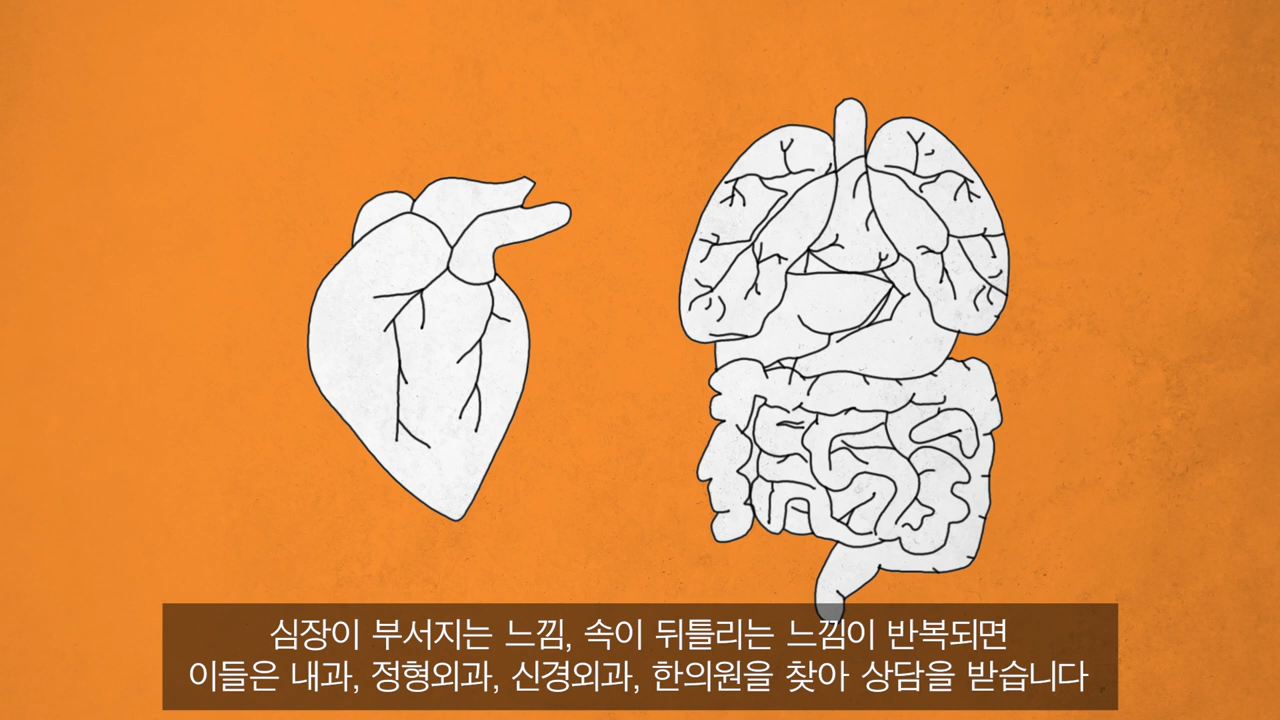 심장이 부서지는 느낌, 속이 뒤틀리는 느낌이 반복되면
이들은 내과, 정형외과, 신경외과, 한의원을 찾아 상담을 받습니다